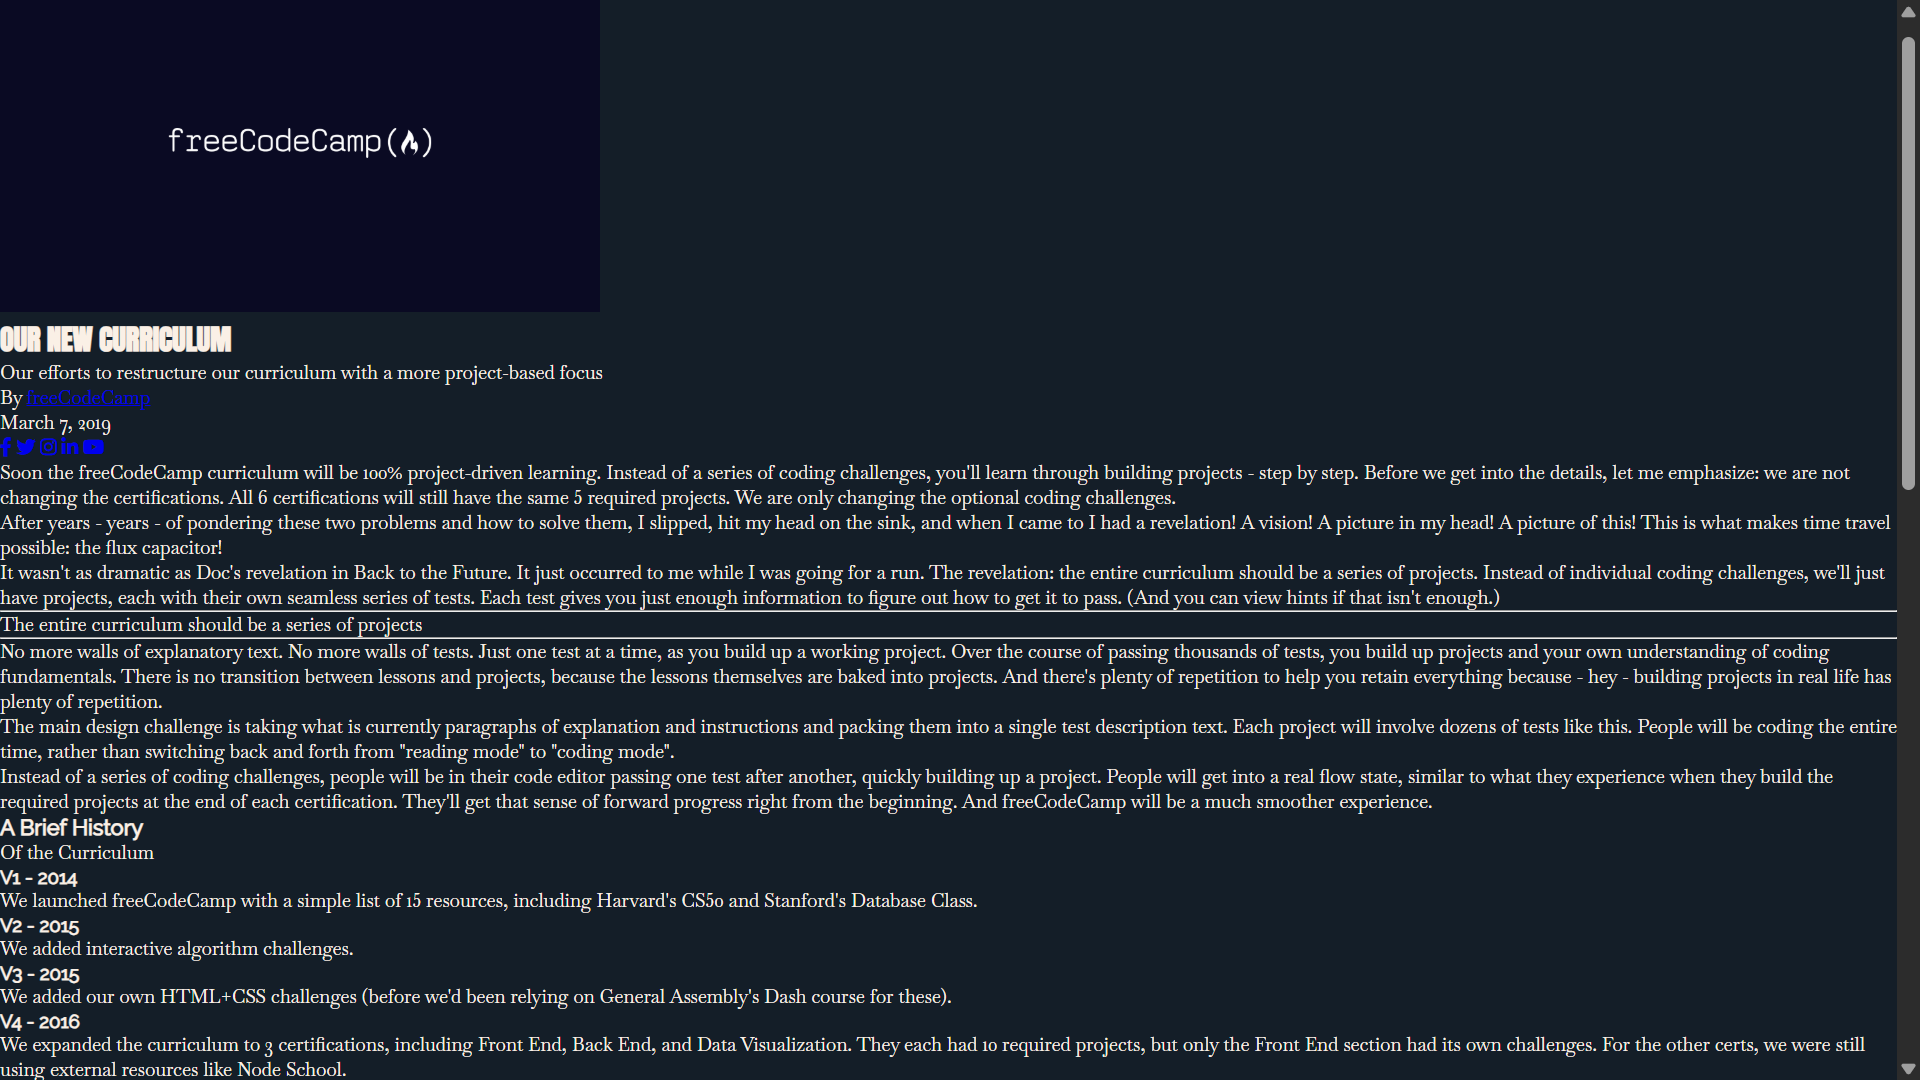 freeCodeCamp(🔥)
OUR NEW CURRICULUM
Our efforts to restructure our curriculum with a more project-based focus
By freeCodeCamp
March 7, 2019
Soon the freeCodeCamp curriculum will be 100% project-driven learning. Instead of a series of coding challenges, you'll learn through building projects - step by step. Before we get into the details, let me emphasize: we are not
changing the certifications. All 6 certifications will still have the same 5 required projects. We are only changing the optional coding challenges.
After years - years - of pondering these two problems and how to solve them, I slipped, hit my head on the sink, and when I came to I had a revelation! A vision! A picture in my head! A picture of this! This is what makes time travel
possible: the flux capacitor!
It wasn't as dramatic as Doc's revelation in Back to the Future. It just occurred to me while I was going for a run. The revelation: the entire curriculum should be a series of projects. Instead of individual coding challenges, we'll just
have projects, each with their own seamless series of tests. Each test gives you just enough information to figure out how to get it to pass. (And you can view hints if that isn't enough.)
The entire curriculum should be a series of projects
No more walls of explanatory text. No more walls of tests. Just one test at a time, as you build up a working project. Over the course of passing thousands of tests, you build up projects and your own understanding of coding
fundamentals. There is no transition between lessons and projects, because the lessons themselves are baked into projects. And there's plenty of repetition to help you retain everything because - hey - building projects in real life has
plenty of repetition.
The main design challenge is taking what is currently paragraphs of explanation and instructions and packing them into a single test description text. Each project will involve dozens of tests like this. People will be coding the entire
time, rather than switching back and forth from "reading mode" to "coding mode".
Instead of a series of coding challenges, people will be in their code editor passing one test after another, quickly building up a project. People will get into a real flow state, similar to what they experience when they build the
required projects at the end of each certification. They'll get that sense of forward progress right from the beginning. And freeCodeCamp will be a much smoother experience.
A Brief History
Of the Curriculum
V1 - 2014
We launched freeCodeCamp with a simple list of 15 resources, including Harvard's CS50 and Stanford's Database Class.
V2 - 2015
We added interactive algorithm challenges.
V3 - 2015
We added our own HTML+CSS challenges (before we'd been relying on General Assembly's Dash course for these).
V4 - 2016
We expanded the curriculum to 3 certifications, including Front End, Back End, and Data Visualization. They each had 10 required projects, but only the Front End section had its own challenges. For the other certs, we were still
using external resources like Node School.